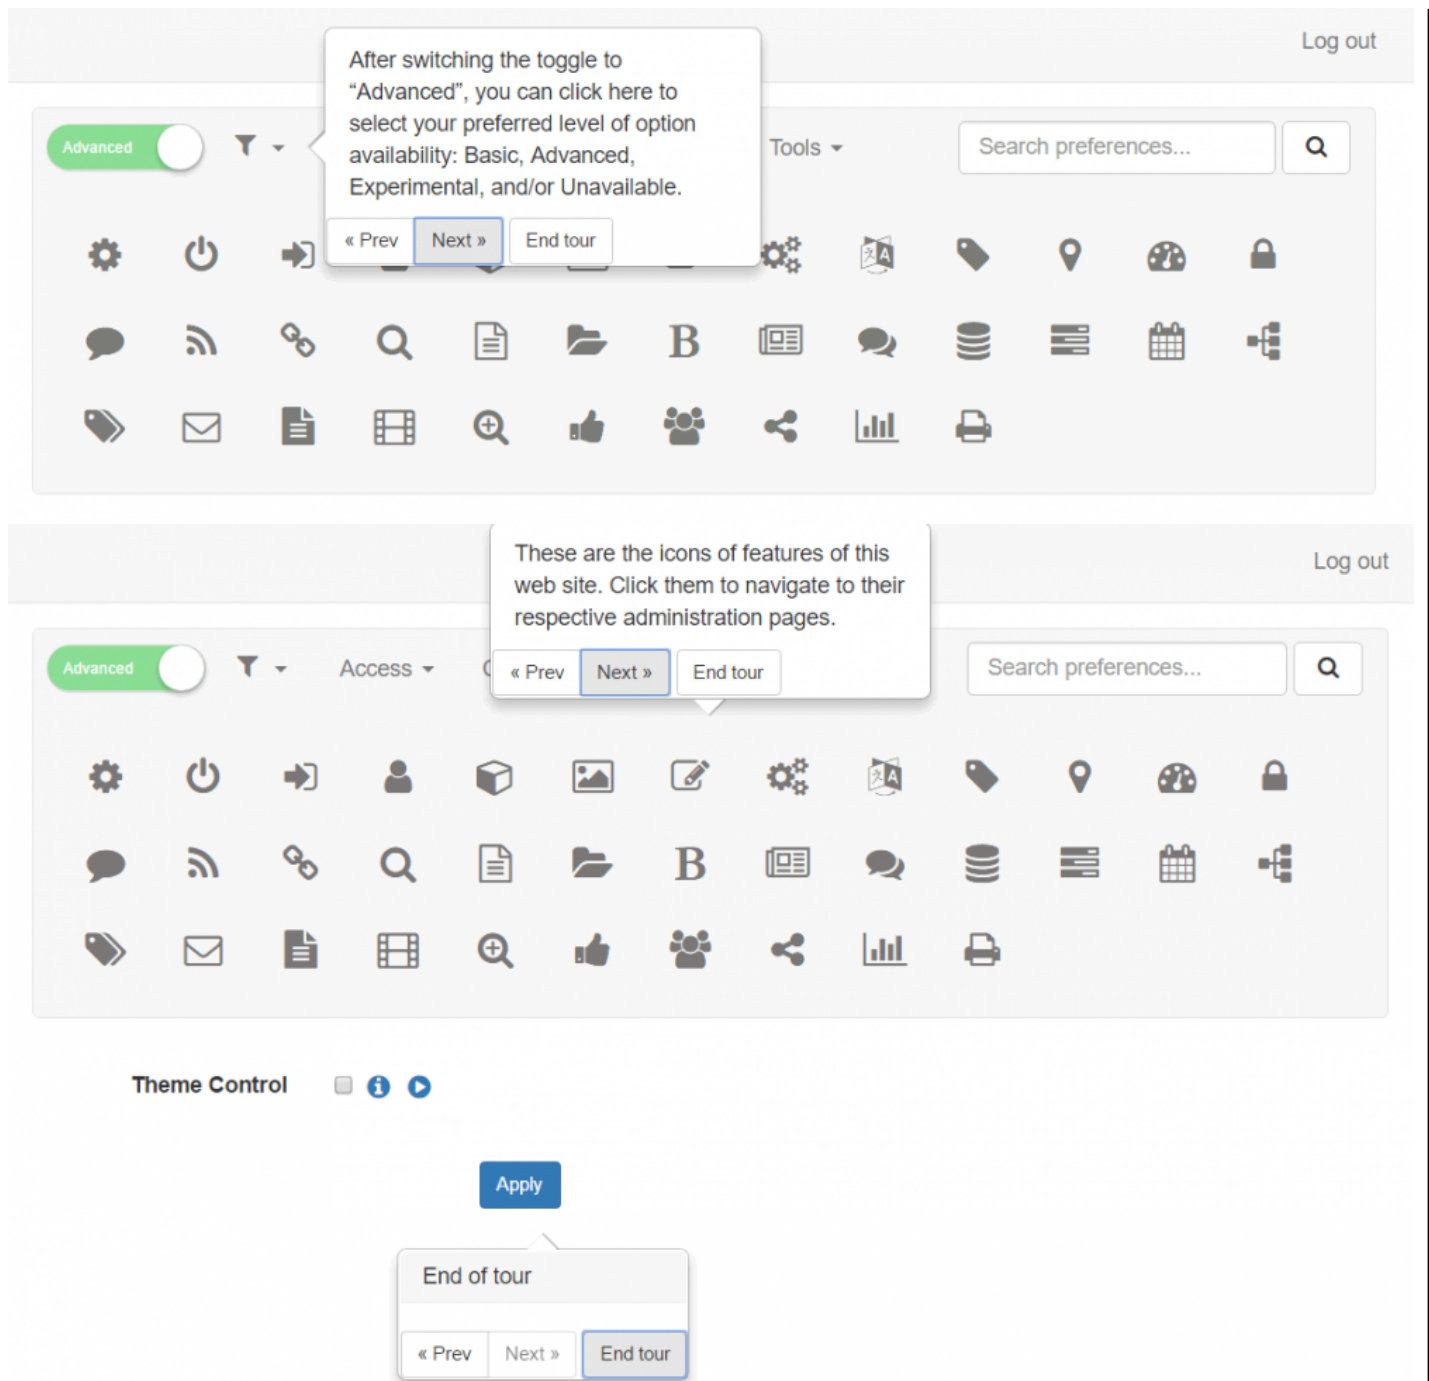 Log out
After switching the toggle to
“Advanced”, you can click here to
select your preferred level of option
availability: Basic, Advanced,
Experimental, and/or Unavailable.
« Prev Next » End tour
Advanced Tools Search preferences...
B
Log out
These are the icons of features of this
web site. Click them to navigate to their
respective administration pages.
« Prev Next » End tour
Advanced Access Search preferences...
B
Theme Control
Apply
End of tour
« Prev Next » End tour